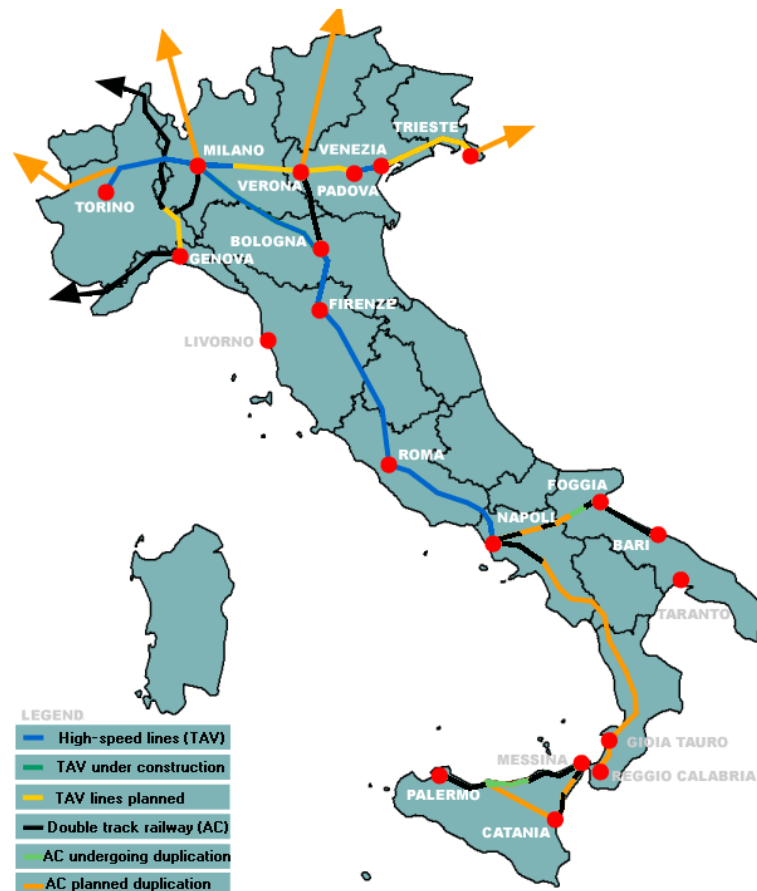 TRIESTE
MILANO
VENEZIA
VERONA
PADOVA
TORINO
BOLOGNA
GENOVA
FIRENZE
LIVORNO
ROMA
FOGGIA
NAPOLI
BARI
TARANTO
LEGEND
High-speed lines (TAV)
TAV under construction
TAV lines planned
Double track railway (AC)
AC undergoing duplication
AC planned duplication
GIOIA TAURO
MESSINA
REGGIO CALABRIA
PALERMO
CATANIA